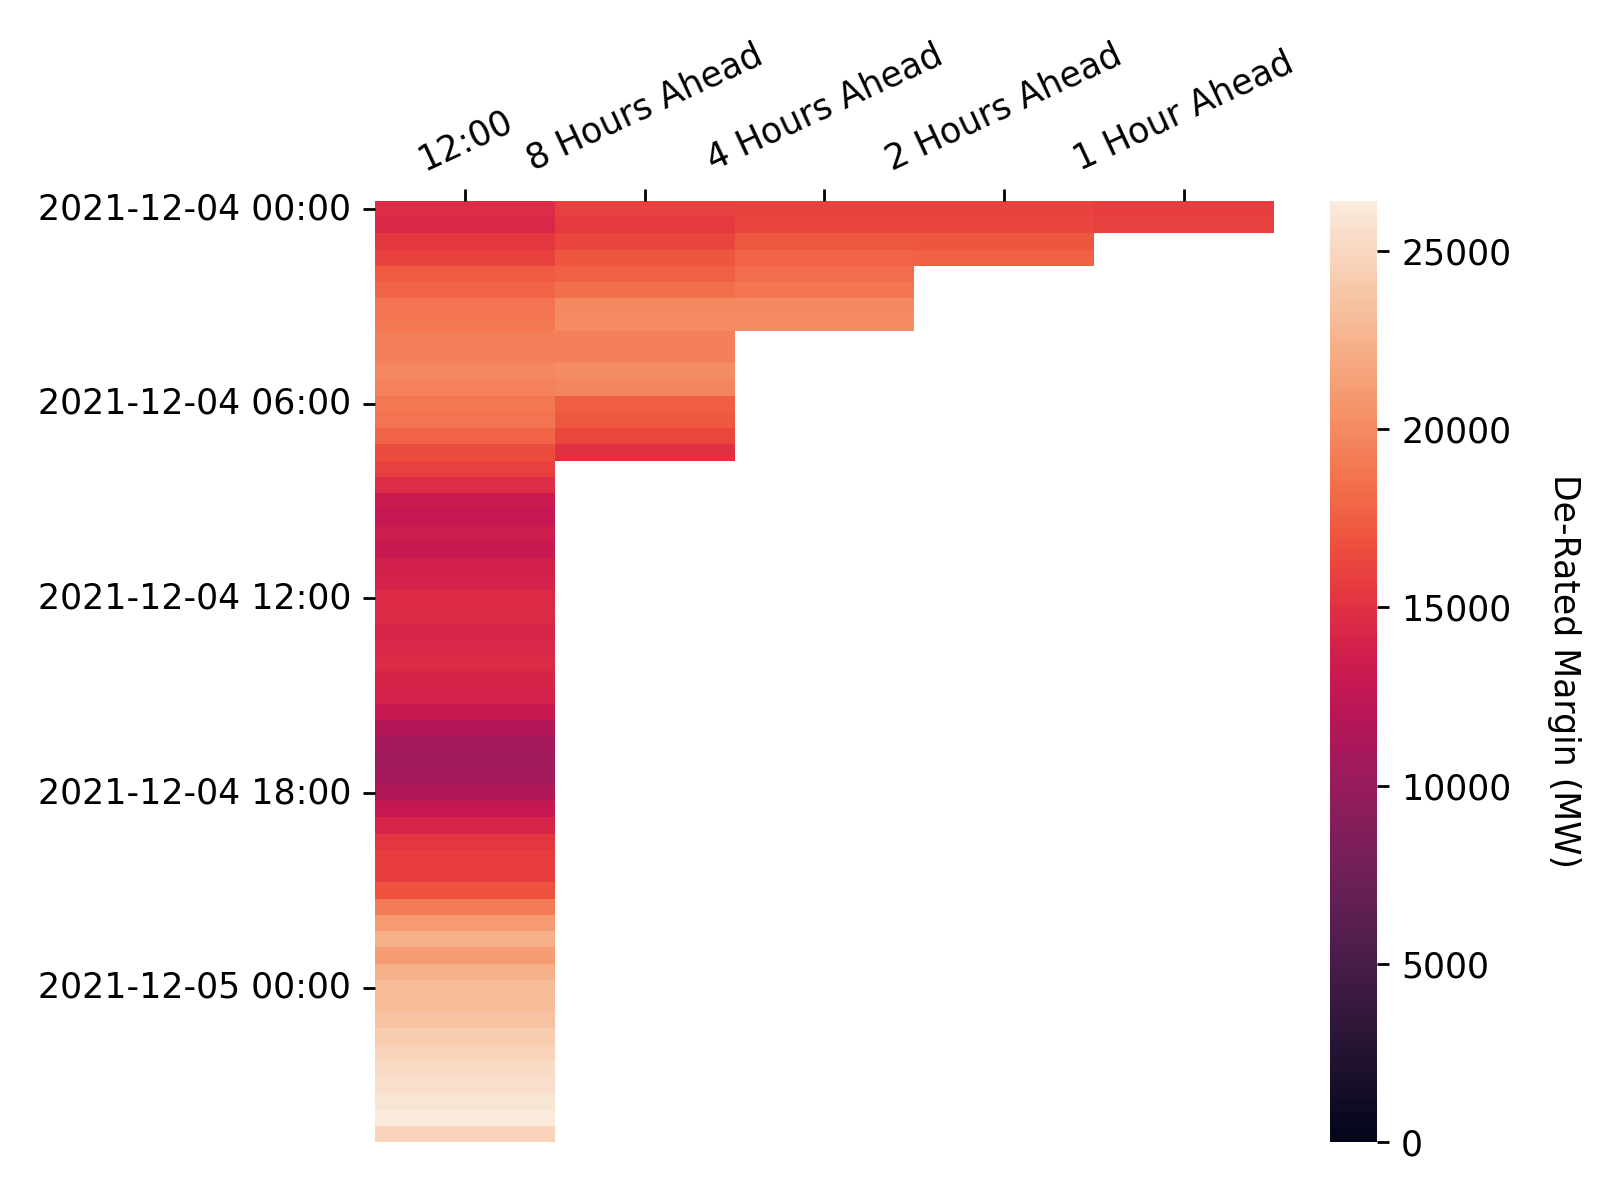 12:00
8 Hours Ahead
4 Hours Ahead
2 Hours Ahead
1 Hour Ahead
2021-12-04 00:00
2021-12-04 06:00
2021-12-04 12:00
2021-12-04 18:00
2021-12-05 00:00
25000
20000
15000
10000
5000
0
De-Rated Margin (MW)